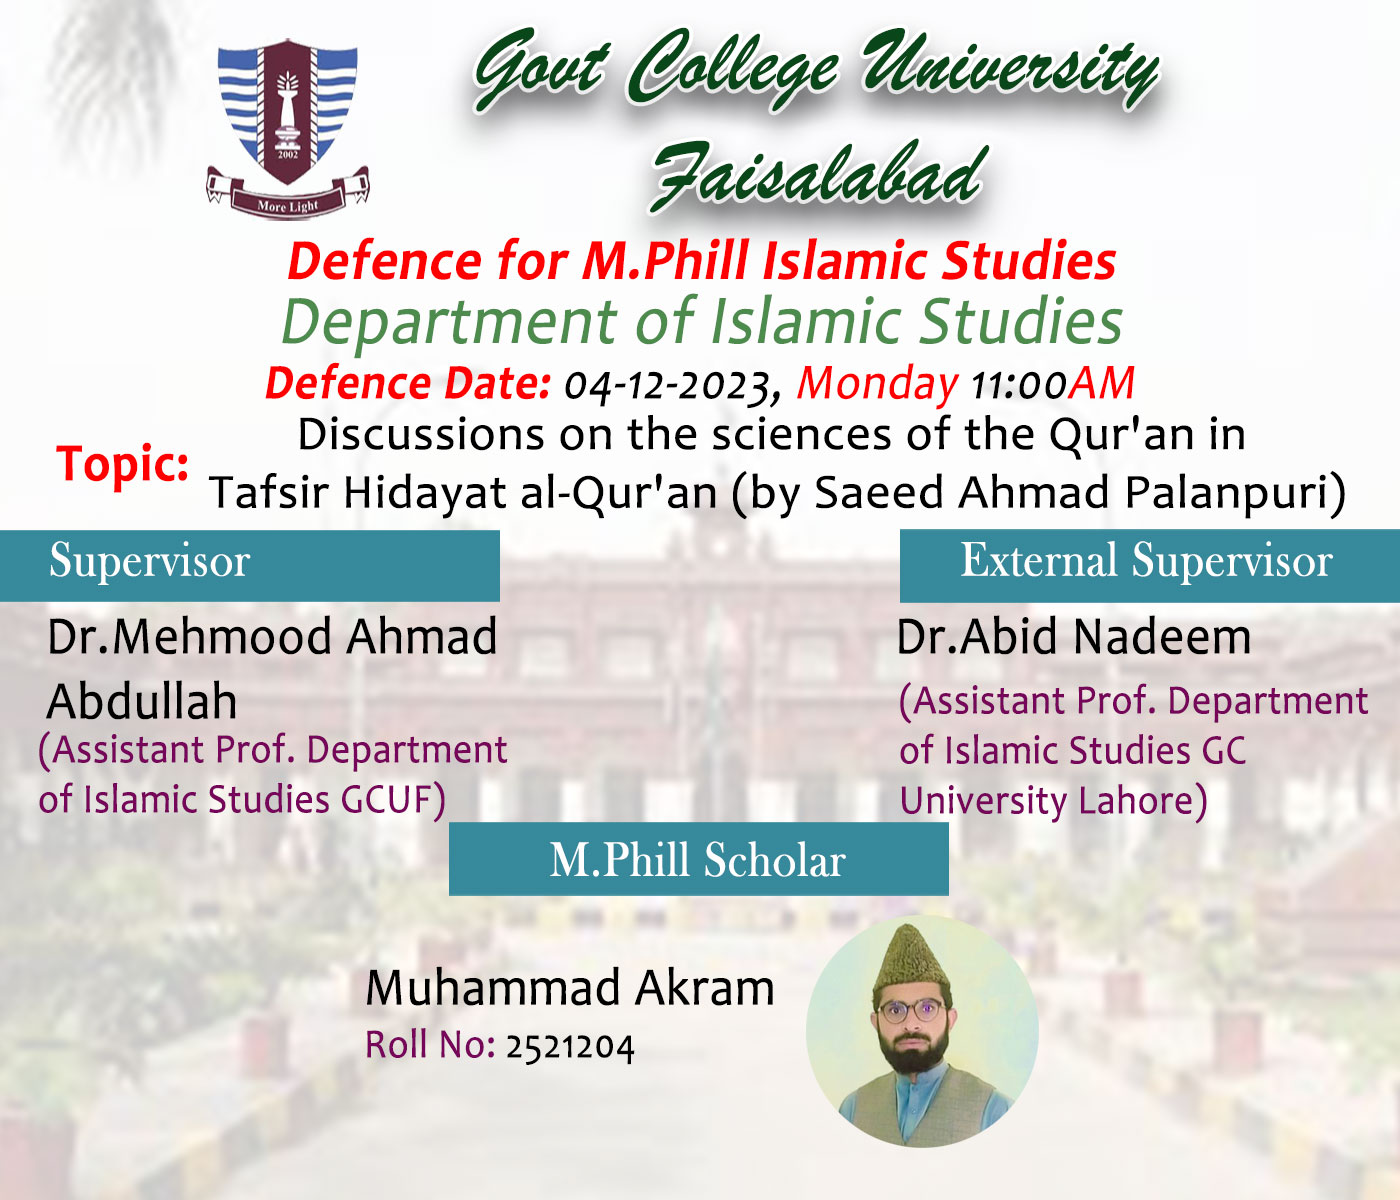 Govt College University
Faisalabad
2002
More Light
Defence for M.Phill Islamic Studies
Department of Islamic Studies
Defence Date: 04-12-2023, Monday 11:00AM
Topic:
Discussions on the sciences of the Qur'an in
Tafsir Hidayat al-Qur'an (by Saeed Ahmad Palanpuri)
Supervisor
Dr.Mehmood Ahmad
Abdullah
(Assistant Prof. Department
of Islamic Studies GCUF)
External Supervisor
Dr.Abid Nadeem
(Assistant Prof. Department
of Islamic Studies GC
University Lahore)
M.Phill Scholar
Muhammad Akram
Roll No: 2521204